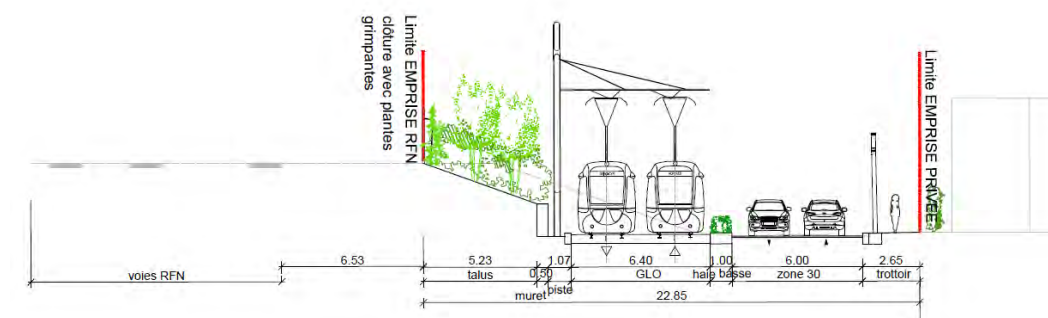 Limite EMPRISE RFN
clôture avec plantes
grimpantes
Limite EMPRISE PRIVEE
6.53
5.23
1.07
6.40
1.00
6.00
2.65
voies RFN
talus
0.50
GLO
haie basse
zone 30
trottoir
muret
piste
22.85